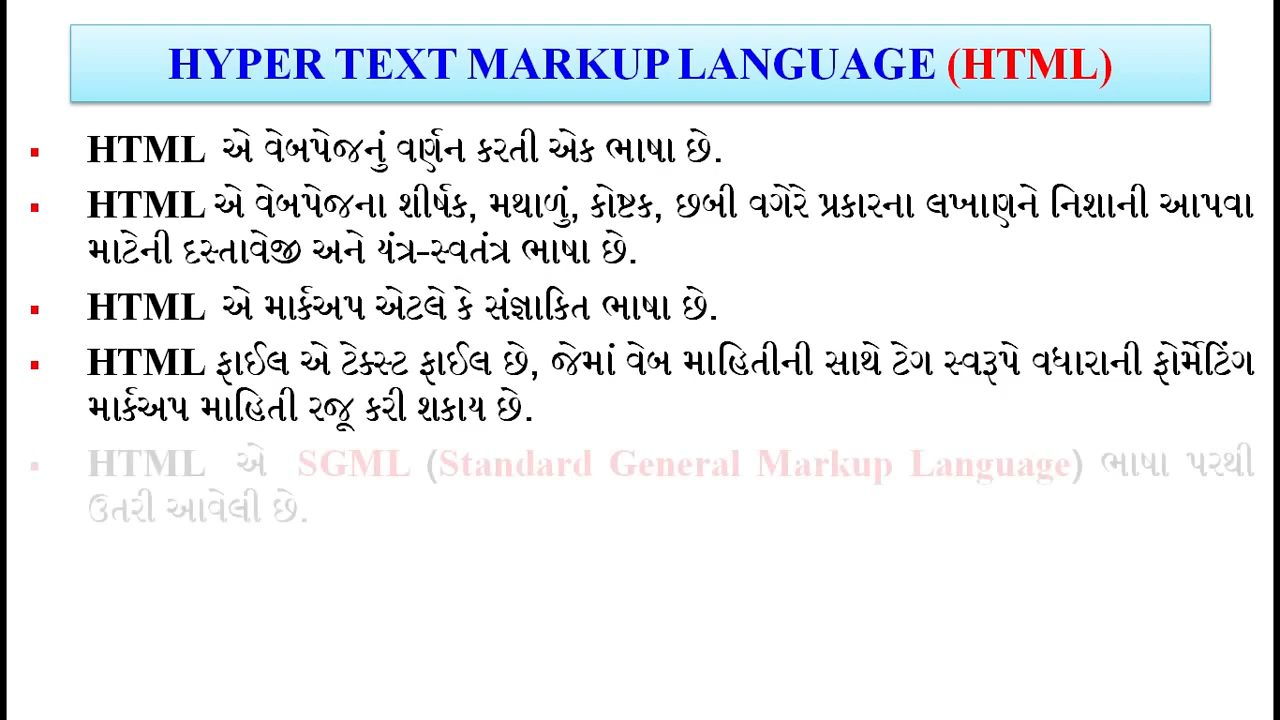 HYPER TEXT MARKUP LANGUAGE (HTML)
▪ HTML એ વેબપેજનું વર્ણન કરતી એક ભાષા છે.
▪ HTML એ વેબપેજના શીર્ષક, મથાળું, કોષ્ટક, છબી વગેરે પ્રકારના લખાણને નિશાની આપવા
માટેની દસ્તાવેજી અને યંત્ર-સ્વતંત્ર ભાષા છે.
▪ HTML એ માર્કઅપ એટલે કે સંજ્ઞાકિત ભાષા છે.
▪ HTML ફાઈલ એ ટેક્સ્ટ ફાઈલ છે, જેમાં વેબ માહિતીની સાથે ટેગ સ્વરૂપે વધારાની ફોર્મેટિંગ
માર્કઅપ માહિતી રજૂ કરી શકાય છે.
▪ HTML એ SGML (Standard General Markup Language) ભાષા પરથી
ઉતરી આવેલી છે.